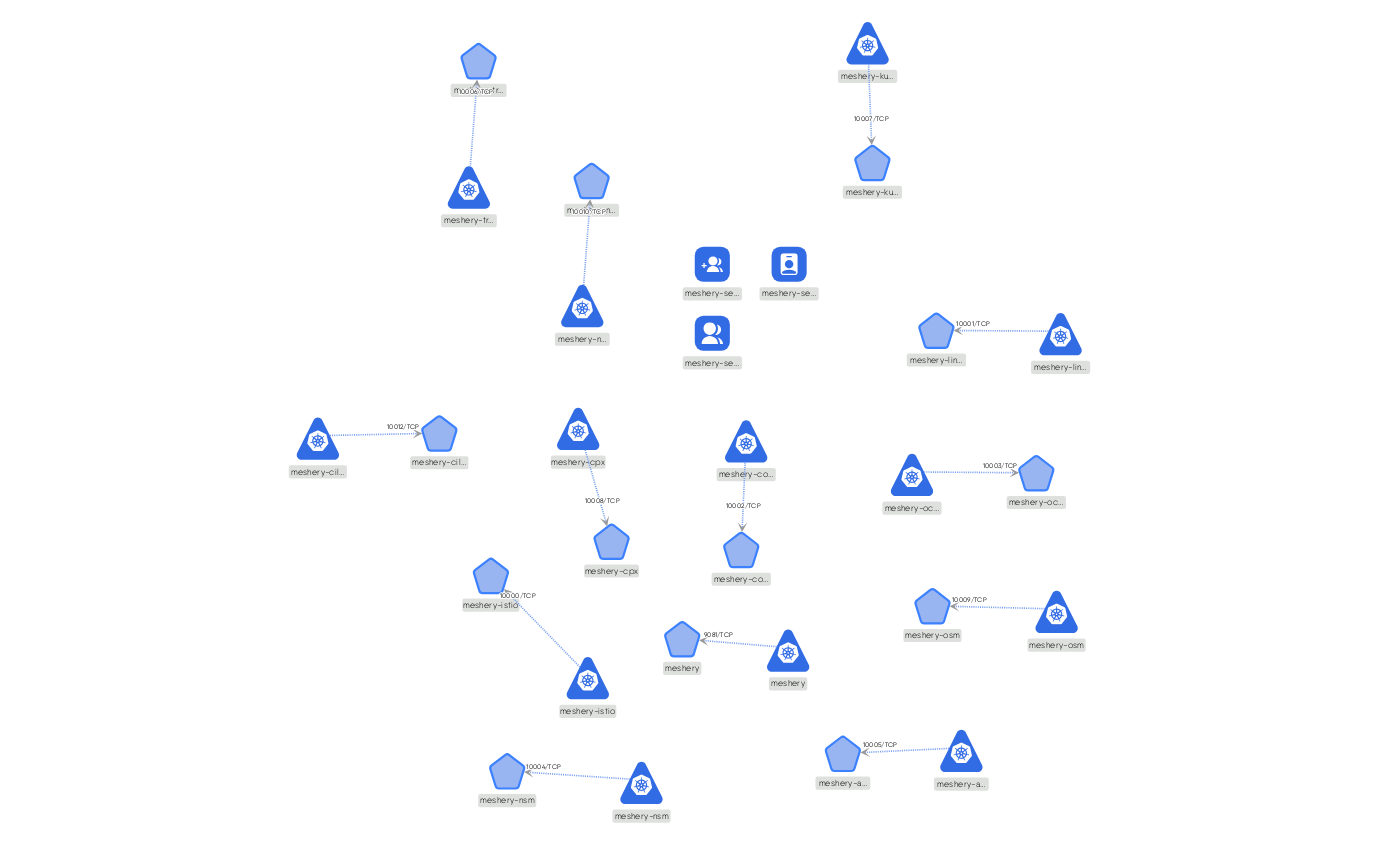 meshery-ku...
10006/TCP
10007/TCP
meshery-ku...
10010/TCP
meshery-tr...
meshery-se...
meshery-se...
10001/TCP
meshery-n...
meshery-lin...
meshery-se...
meshery-lin...
10012/TCP
meshery-cil...
meshery-cpx
meshery-cil...
meshery-co...
10003/TCP
10008/TCP
meshery-oc...
10002/TCP
meshery-oc...
meshery-cpx
meshery-co...
10000/TCP
meshery-istio
10009/TCP
9081/TCP
meshery-osm
meshery-osm
meshery
meshery
meshery-istio
10005/TCP
10004/TCP
meshery-a...
meshery-a...
meshery-nsm
meshery-nsm